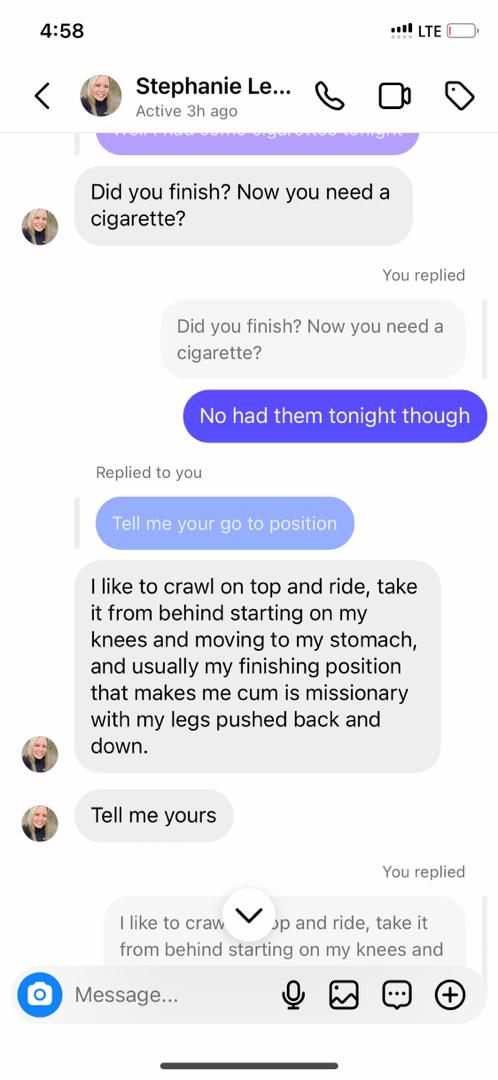 4:58
LTE
Stephanie Le...
Active 3h ago
Well I had some cigarettes tonight
Did you finish? Now you need a
cigarette?
You replied
Did you finish? Now you need a
cigarette?
No had them tonight though
Replied to you
Tell me your go to position
I like to crawl on top and ride, take
it from behind starting on my
knees and moving to my stomach,
and usually my finishing position
that makes me cum is missionary
with my legs pushed back and
down.
Tell me yours
You replied
I like to craw op and ride, take it
from behind starting on my knees and
Message...